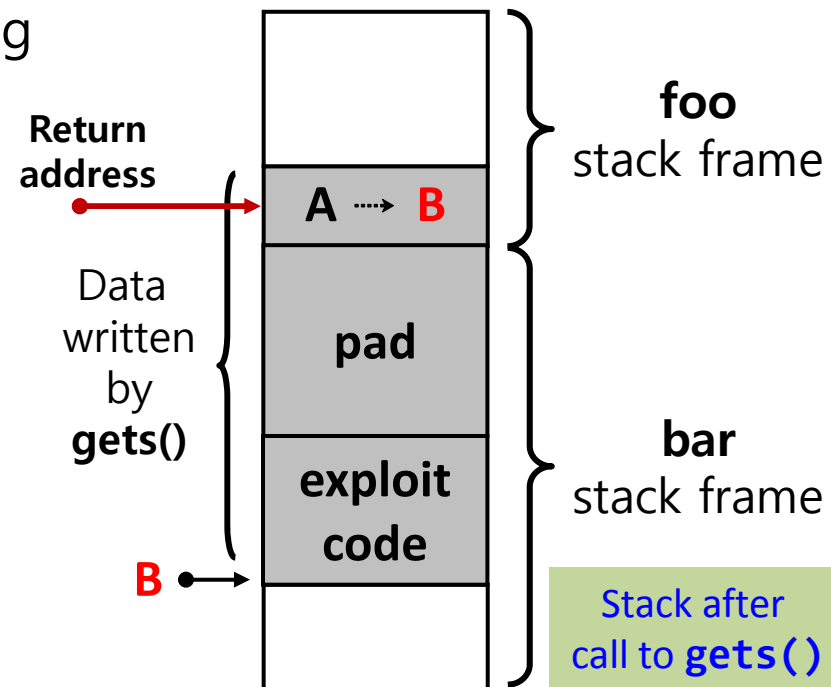 g
Return
address
A B
Data
written
by
gets()
pad
exploit
code
B
foo
stack frame
bar
stack frame
Stack after
call to gets()